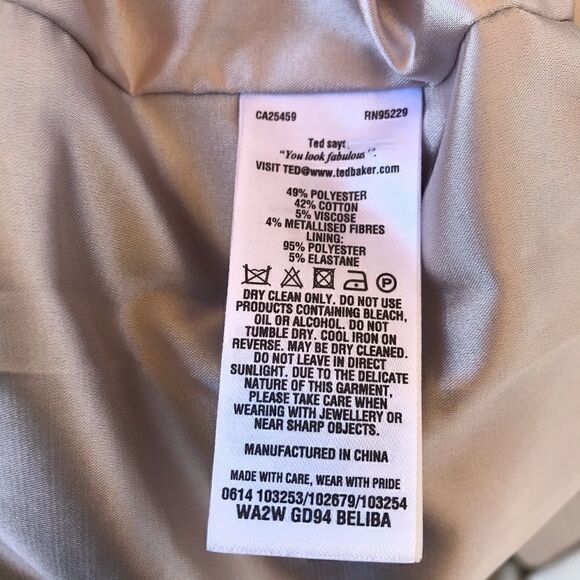 CA25459 RN95229
Ted says
"You look fabulous".
VISIT TED@www.tedbaker.com
49% POLYESTER
42% COTTON
5% VISCOSE
4% METALLISED FIBRES
LINING:
95% POLYESTER
5% ELASTANE
P
DRY CLEAN ONLY. DO NOT USE
PRODUCTS CONTAINING BLEACH,
OIL OR ALCOHOL. DO NOT
TUMBLE DRY. COOL IRON ON
REVERSE. MAY BE DRY CLEANED.
DO NOT LEAVE IN DIRECT
SUNLIGHT. DUE TO THE DELICATE
NATURE OF THIS GARMENT,
PLEASE TAKE CARE WHEN
WEARING WITH JEWELLERY OR
NEAR SHARP OBJECTS.
MANUFACTURED IN CHINA
MADE WITH CARE, WEAR WITH PRIDE
0614 103253/102679/103254
WA2W GD94 BELIBA